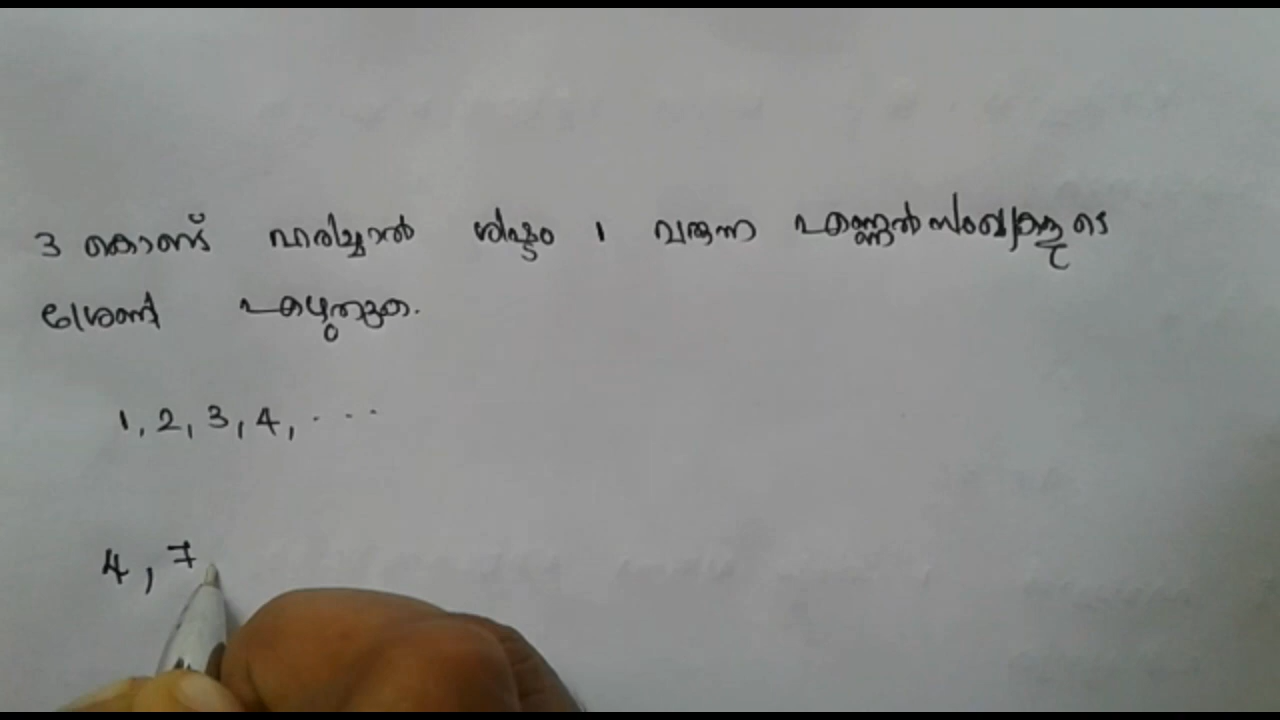 3 കൊണ്ട് ഹരിച്ചാൽ ശിഷ്ടം 1 വരുന്ന എണ്ണൽസംഖ്യകളുടെ
ശ്രേണി എഴുതുക.
1, 2, 3, 4, . . . .
4, 7